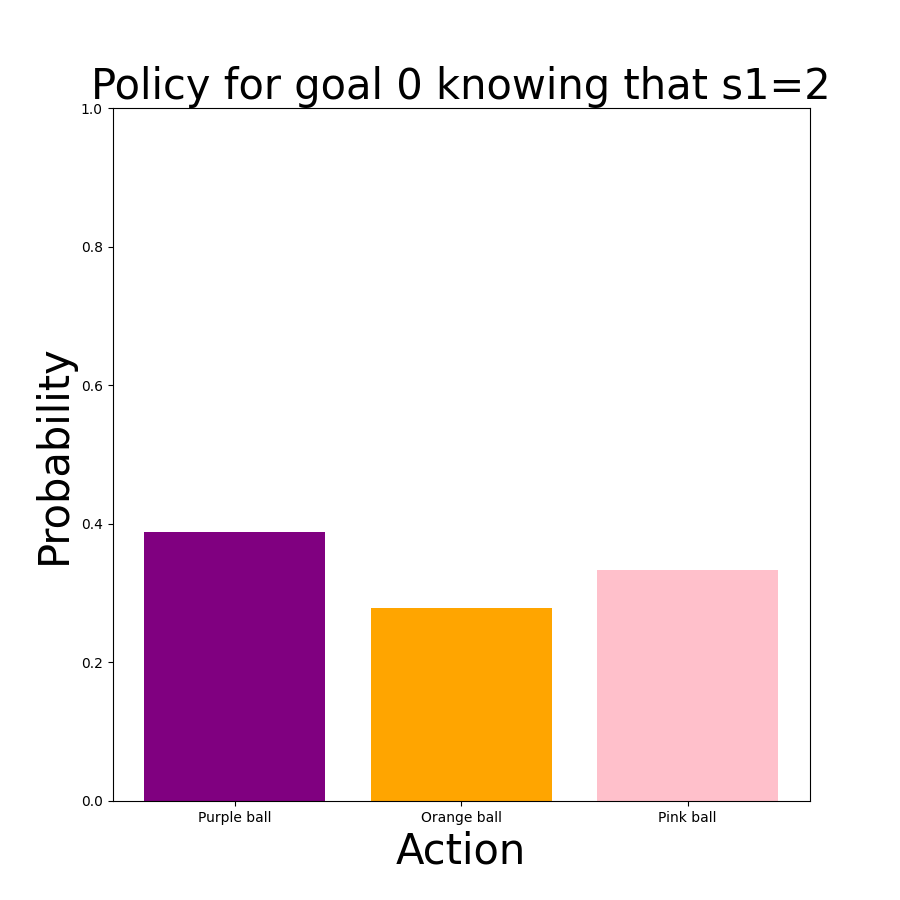 Policy for goal 0 knowing that s1=2
1.0
0.8
0.6
0.4
0.2
0.0
Probability
Purple ball
Orange ball
Pink ball
Action